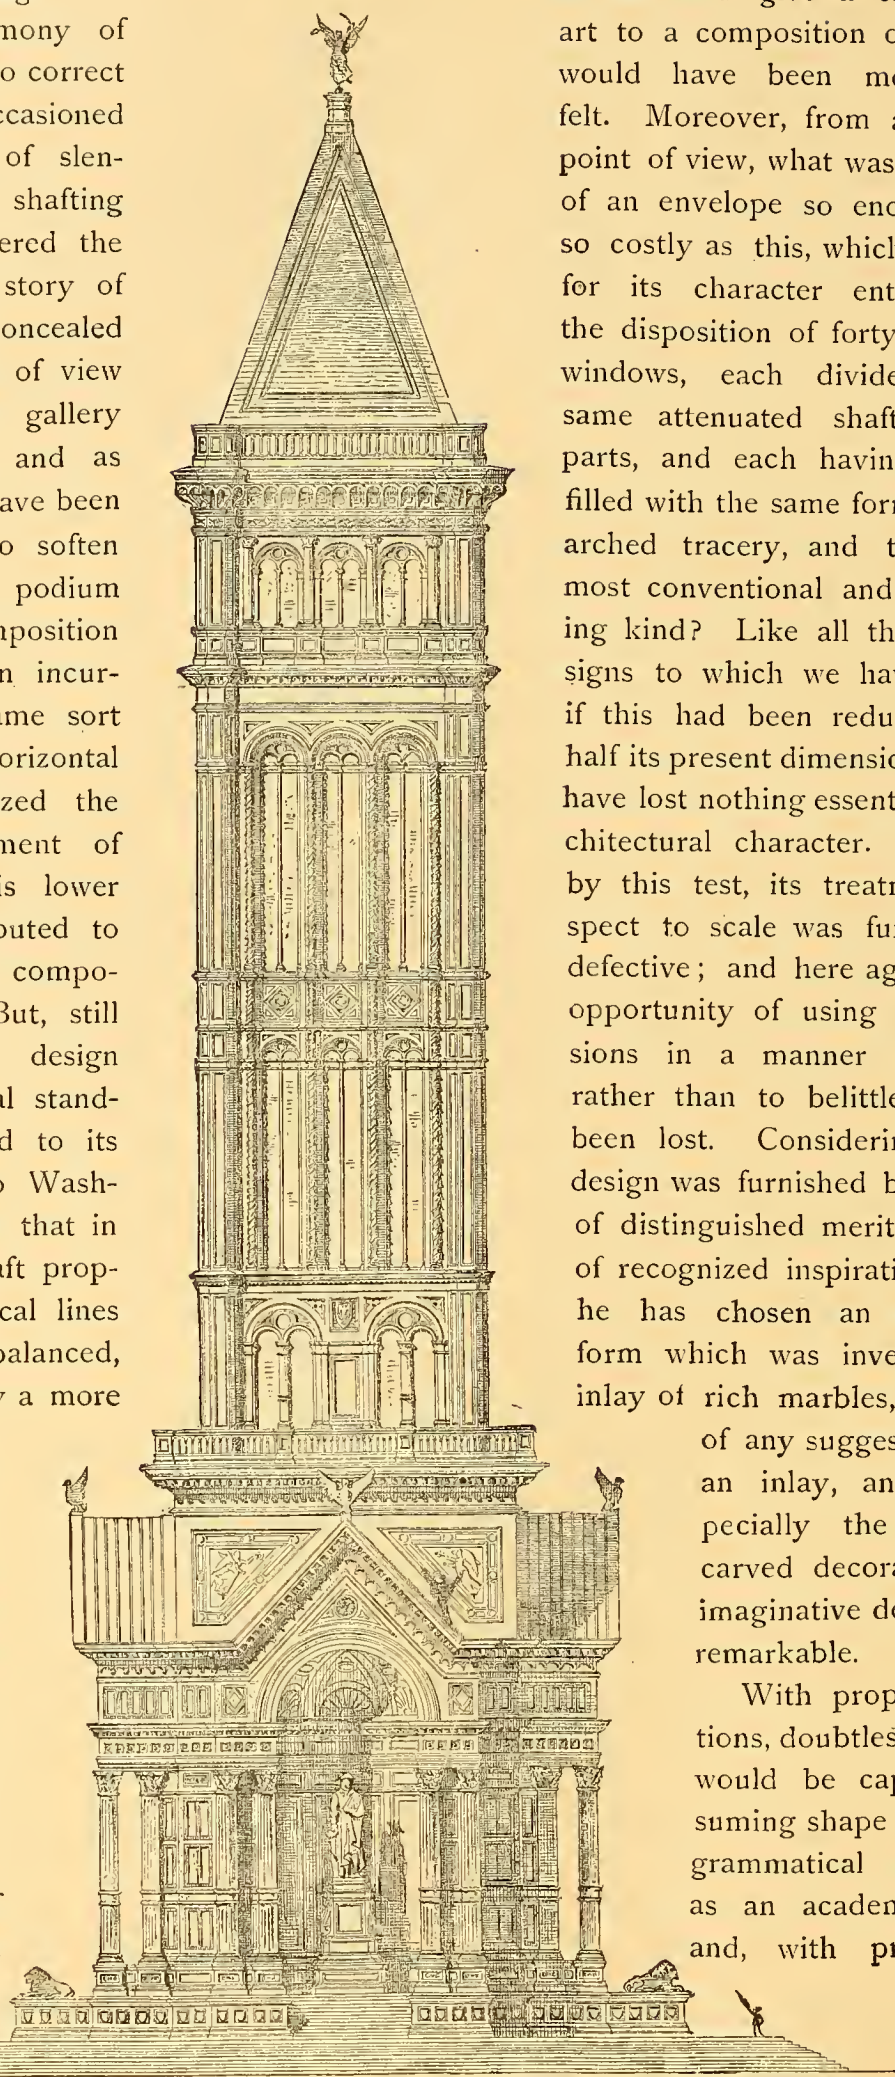 mony of
o correct
ccasioned
of slen-
shafting
ered the
story of
oncealed
of view
gallery
and as
ave been
o soften
podium
nposition
n incur-
ame sort
orizontal
zed the
ment of
is lower
buted to
compo-
But, still
design
al stand-
d to its
o Wash-
that in
aft prop-
cal lines
balanced,
y a more
art to a composition o
would have been mo
felt. Moreover, from a
point of view, what was
of an envelope so eno
so costly as this, which
for its character ent
the disposition of forty
windows, each divide
same attenuated shaft
parts, and each havin
filled with the same for
arched tracery, and t
most conventional and
ing kind? Like all th
signs to which we hav
if this had been redu
half its present dimensio
have lost nothing essent
chitectural character.
by this test, its treatm
spect to scale was fu
defective; and here ag
opportunity of using
sions in a manner
rather than to belittle
been lost. Considerin
design was furnished b
of distinguished merit
of recognized inspirati
he has chosen an
form which was inve
inlay of rich marbles,
of any sugges
an inlay, an
pecially the
carved decora
imaginative de
remarkable.
With prop
tions, doubtles
would be cap
suming shape
grammatical
as an academ
and, with pr